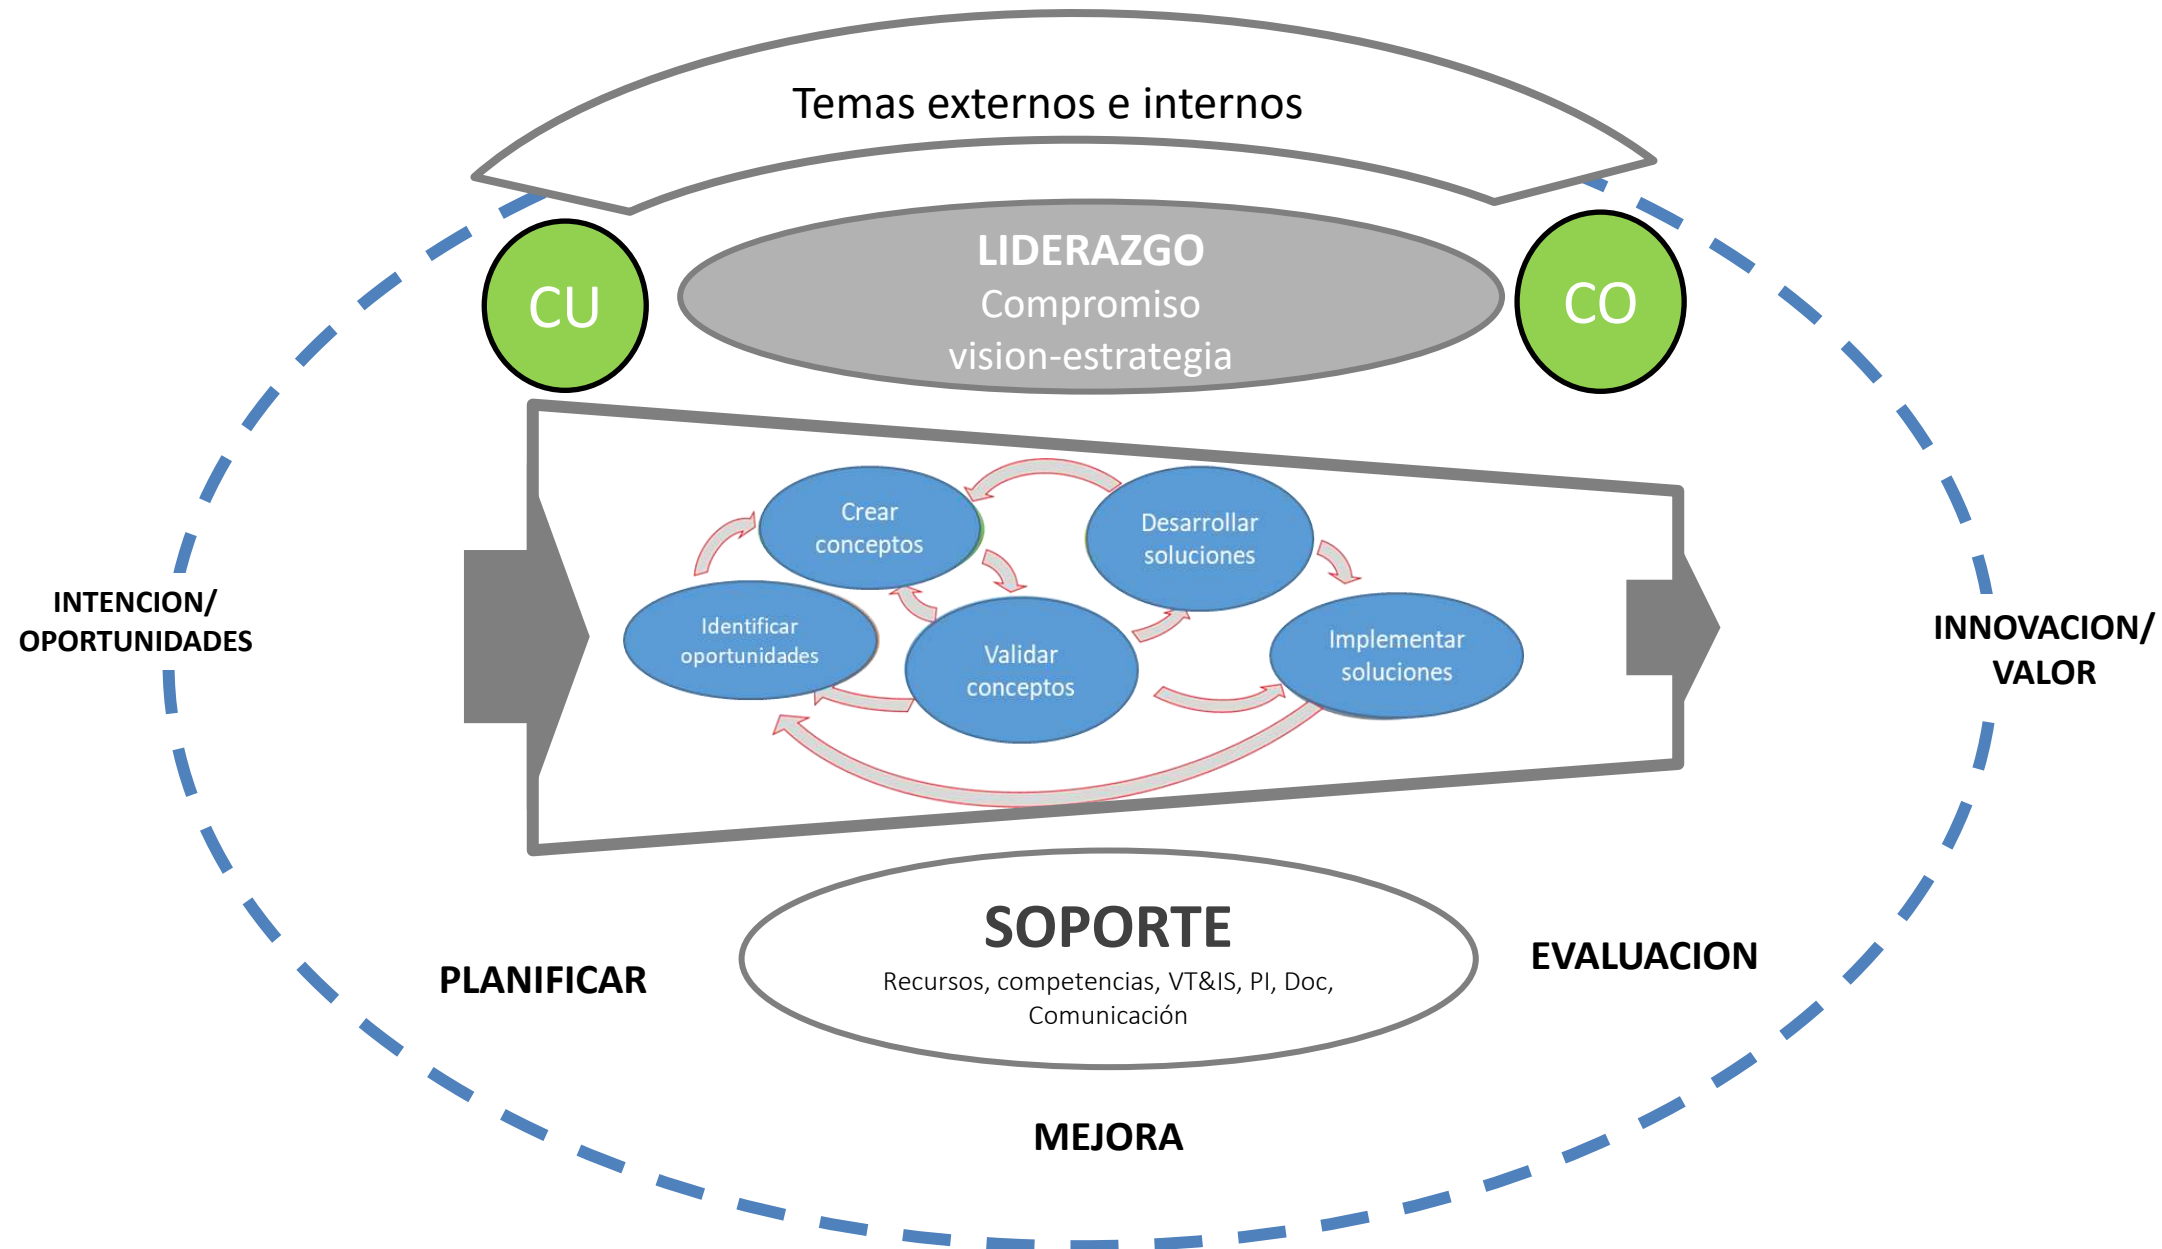 Temas externos e internos
CU
LIDERAZGO
Compromiso
vision-estrategia
CO
INTENCION/
OPORTUNIDADES
Crear
conceptos
Desarrollar
soluciones
Identificar
oportunidades
Validar
conceptos
Implementar
soluciones
INNOVACION/
VALOR
PLANIFICAR
SOPORTE
Recursos, competencias, VT&IS, PI, Doc,
Comunicación
EVALUACION
MEJORA